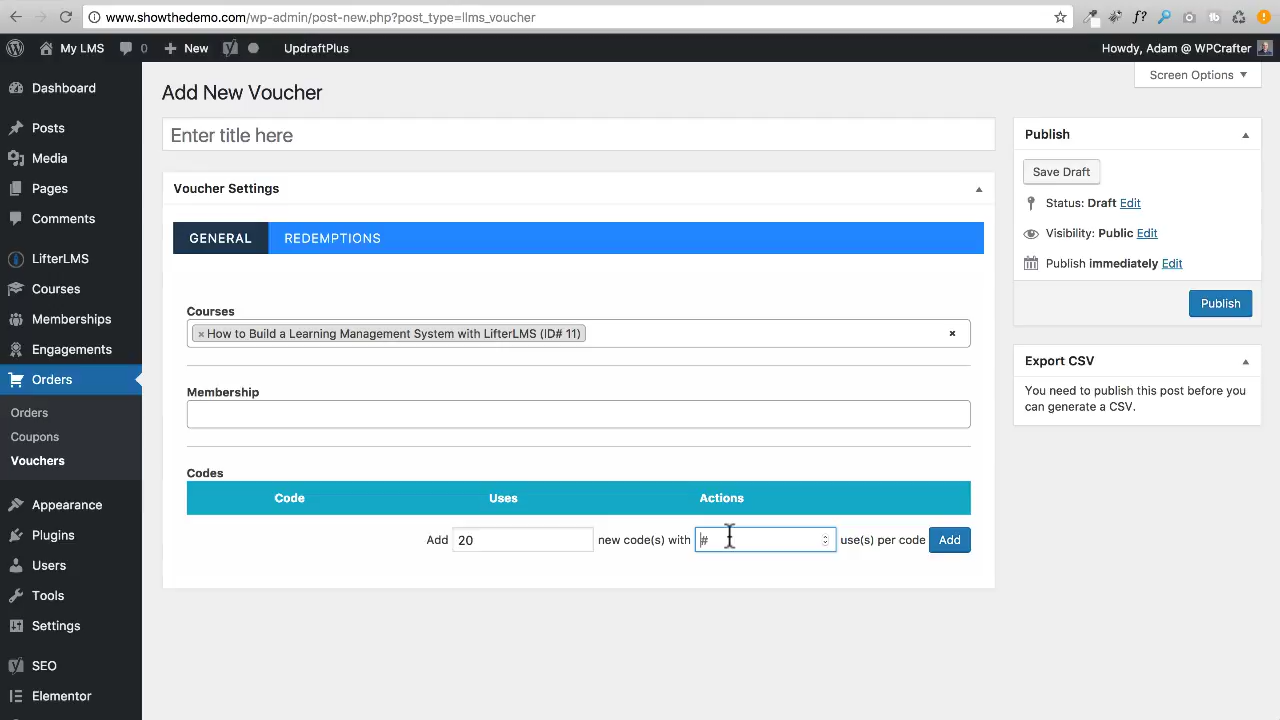 www.showthedemo.com/wp-admin/post-new.php?post_type=llms_voucher
My LMS 0 New UpdraftPlus Howdy, Adam @ WPCrafter
Screen Options
Dashboard
Posts
Media
Pages
Comments
LifterLMS
Courses
Memberships
Engagements
Orders
Orders
Coupons
Vouchers
Appearance
Plugins
Users
Tools
Settings
SEO
Elementor
Add New Voucher
Enter title here
Voucher Settings
GENERAL REDEMPTIONS
Courses
× How to Build a Learning Management System with LifterLMS (ID# 11) ×
Membership
Codes
Code Uses Actions
Add 20 new code(s) with # use(s) per code Add
Publish
Save Draft
Status: Draft Edit
Visibility: Public Edit
Publish immediately Edit
Publish
Export CSV
You need to publish this post before you
can generate a CSV.